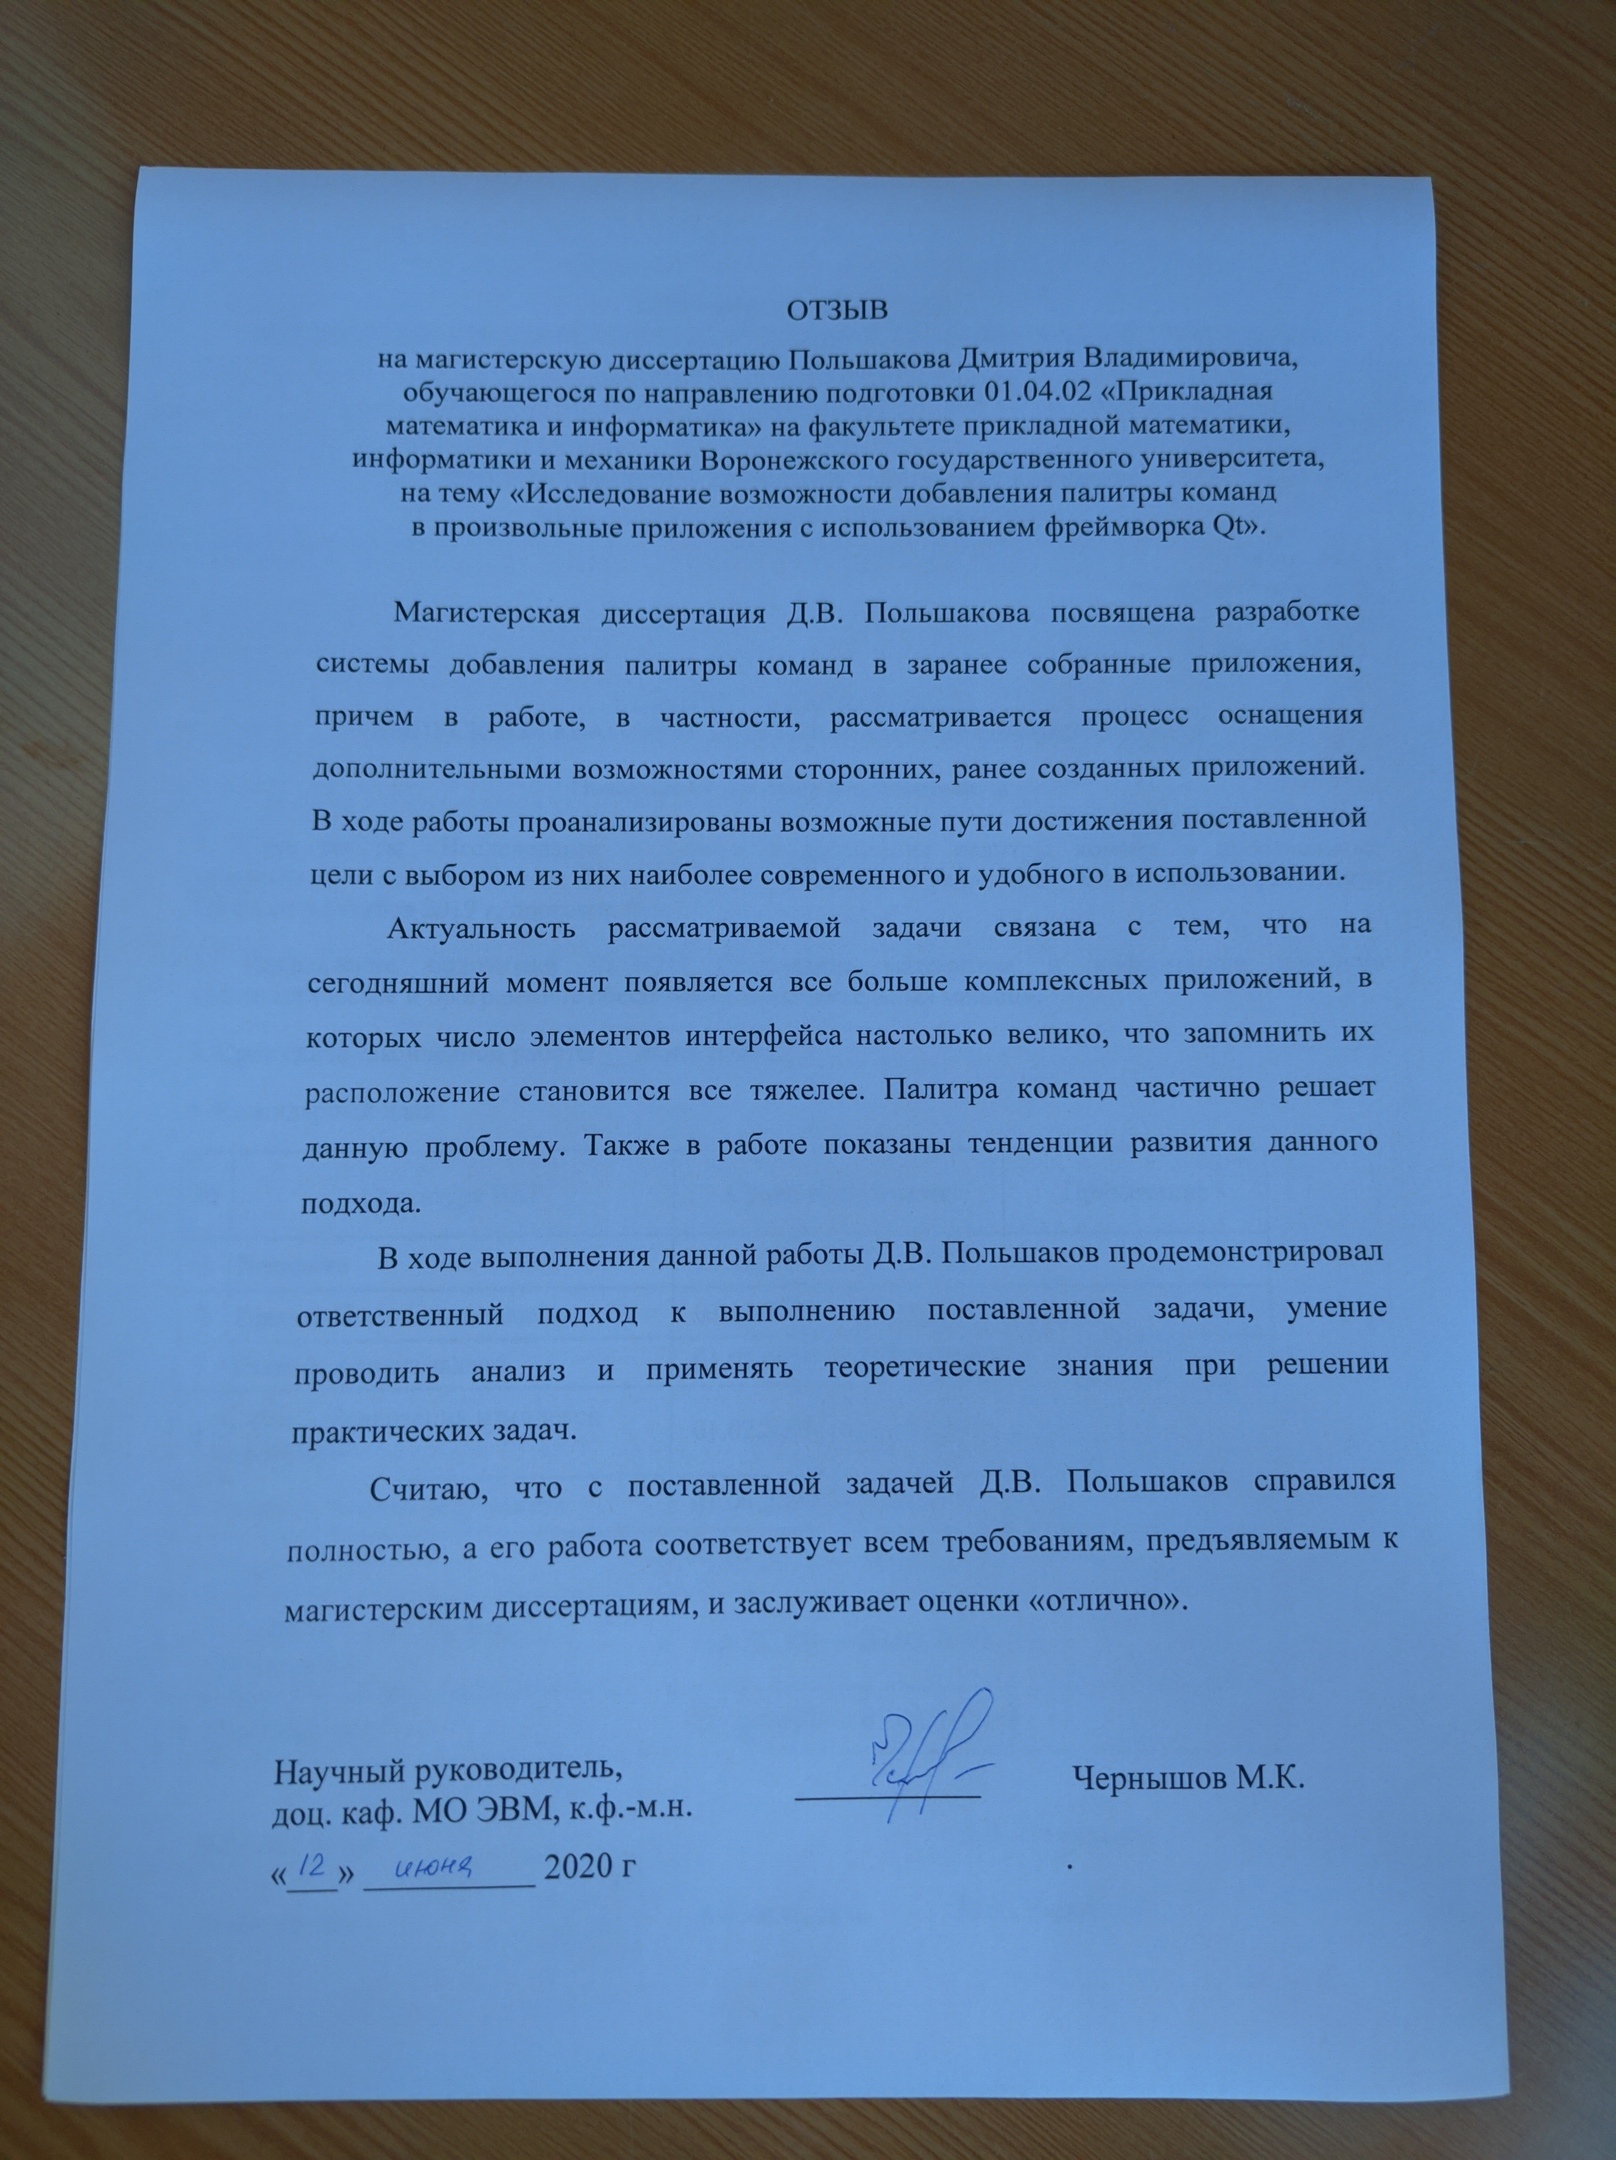 ОТЗЫВ
на магистерскую диссертацию Польшакова Дмитрия Владимировича,
обучающегося по направлению подготовки 01.04.02 «Прикладная
математика и информатика» на факультете прикладной математики,
информатики и механики Воронежского государственного университета,
на тему «Исследование возможности добавления палитры команд
в произвольные приложения с использованием фреймворка Qt».
Магистерская диссертация Д.В. Польшакова посвящена разработке
системы добавления палитры команд в заранее собранные приложения,
причем в работе, в частности, рассматривается процесс оснащения
дополнительными возможностями сторонних, ранее созданных приложений.
В ходе работы проанализированы возможные пути достижения поставленной
цели с выбором из них наиболее современного и удобного в использовании.
Актуальность рассматриваемой задачи связана с тем, что на
сегодняшний момент появляется все больше комплексных приложений, в
которых число элементов интерфейса настолько велико, что запомнить их
расположение становится все тяжелее. Палитра команд частично решает
данную проблему. Также в работе показаны тенденции развития данного
подхода.
В ходе выполнения данной работы Д.В. Польшаков продемонстрировал
ответственный подход к выполнению поставленной задачи, умение
проводить анализ и применять теоретические знания при решении
практических задач.
Считаю, что с поставленной задачей Д.В. Польшаков справился
полностью, а его работа соответствует всем требованиям, предъявляемым к
магистерским диссертациям, и заслуживает оценки «отлично».
Научный руководитель,
доц. каф. МО ЭВМ, к.ф.-м.н. Чернышов М.К.
«12» июня 2020 г .